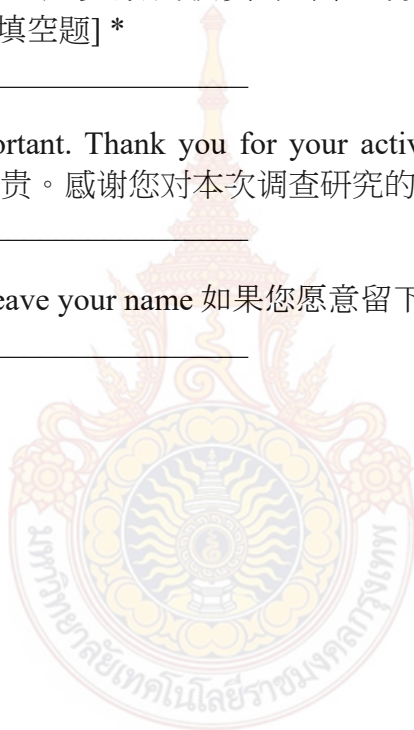 填空题] *
ortant. Thank you for your activ
贵。感谢您对本次调查研究的
eave your name 如果您愿意留下
มหาวิทยาลัยเทคโนโลยีราชมงคลกรุงเทพ